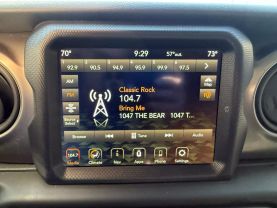 70° 9:29 57°out. 73°
92.9 90.5 94.9 95.9 99.9 97.5
AM
FM
Classic Rock
104.7
Bring Me
1047 THE BEAR 1047 T...
Map
Browse Tune Audio
104.7
Media Climate Nav Apps Phone Settings